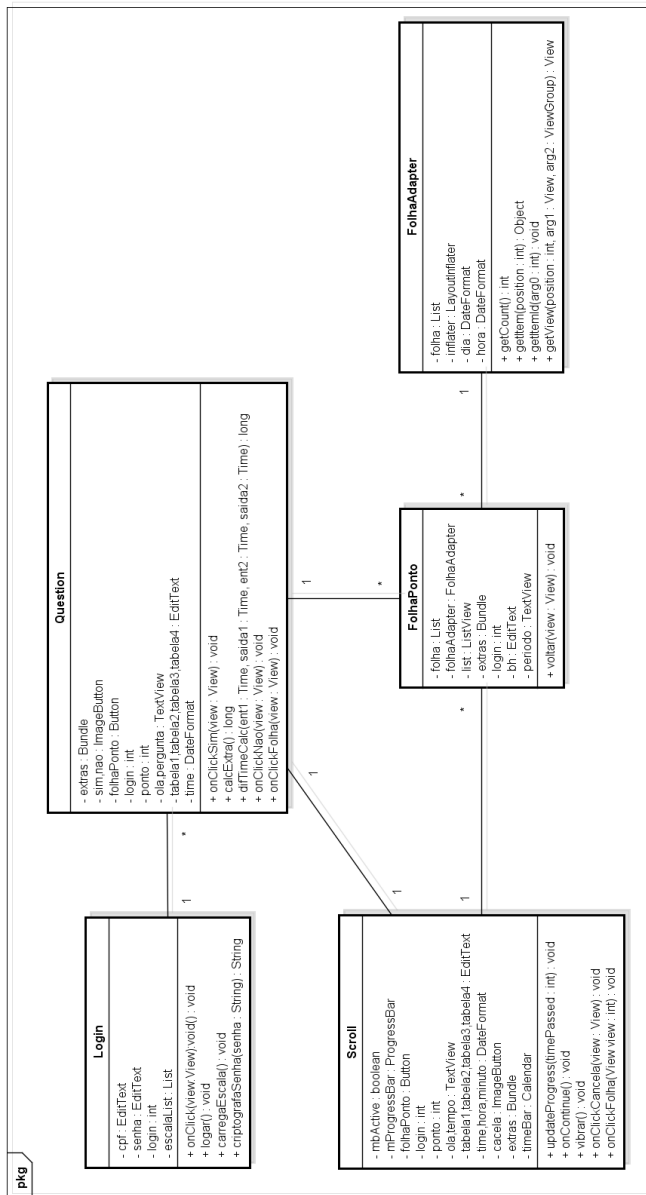 pkg
Login
- cpf : EditText
- senha : EditText
- login : int
- escalaList : List
+ onClick(view:View);void() : void
+ logar() : void
+ carregaEscala() : void
+ criptografaSenha(senha : String) : String
1
*
Question
- extras : Bundle
- sim,nao : ImageButton
- folhaPonto : Button
- login : int
- ponto : int
- ola,pergunta : TextView
- tabela1,tabela2,tabela3,tabela4 : EditText
- time : DateFormat
+ onClickSim(view : View) : void
+ calcExtra() : long
+ difTimeCalc(ent1 : Time, saida1 : Time, ent2 : Time, saida2 : Time) : long
+ onClickNao(view : View) : void
+ onClickFolha(view : View) : void
1
1
1
*
Scroll
- mbActive : boolean
- mProgressBar : ProgressBar
- folhaPonto : Button
- login : int
- ponto : int
- ola,tempo : TextView
- tabela1,tabela2,tabela3,tabela4 : EditText
- time,hora,minuto : DateFormat
- cacela : ImageButton
- extras : Bundle
- timeBar : Calendar
+ updateProgress(timePassed : int) : void
+ onContinue() : void
+ vibrar() : void
+ onClickCancela(view : View) : void
+ onClickFolha(View view : int) : void
1
*
FolhaPonto
- folha : List
- folhaAdapter : FolhaAdapter
- list : ListView
- extras : Bundle
- login : int
- bh : EditText
- periodo : TextView
+ voltar(view : View) : void
*
1
FolhaAdapter
- folha : List
- inflater : LayoutInflater
- dia : DateFormat
- hora : DateFormat
+ getCount() : int
+ getItem(position : int) : Object
+ getItemId(arg0 : int) : void
+ getView(position : int, arg1 : View, arg2 : ViewGroup) : View